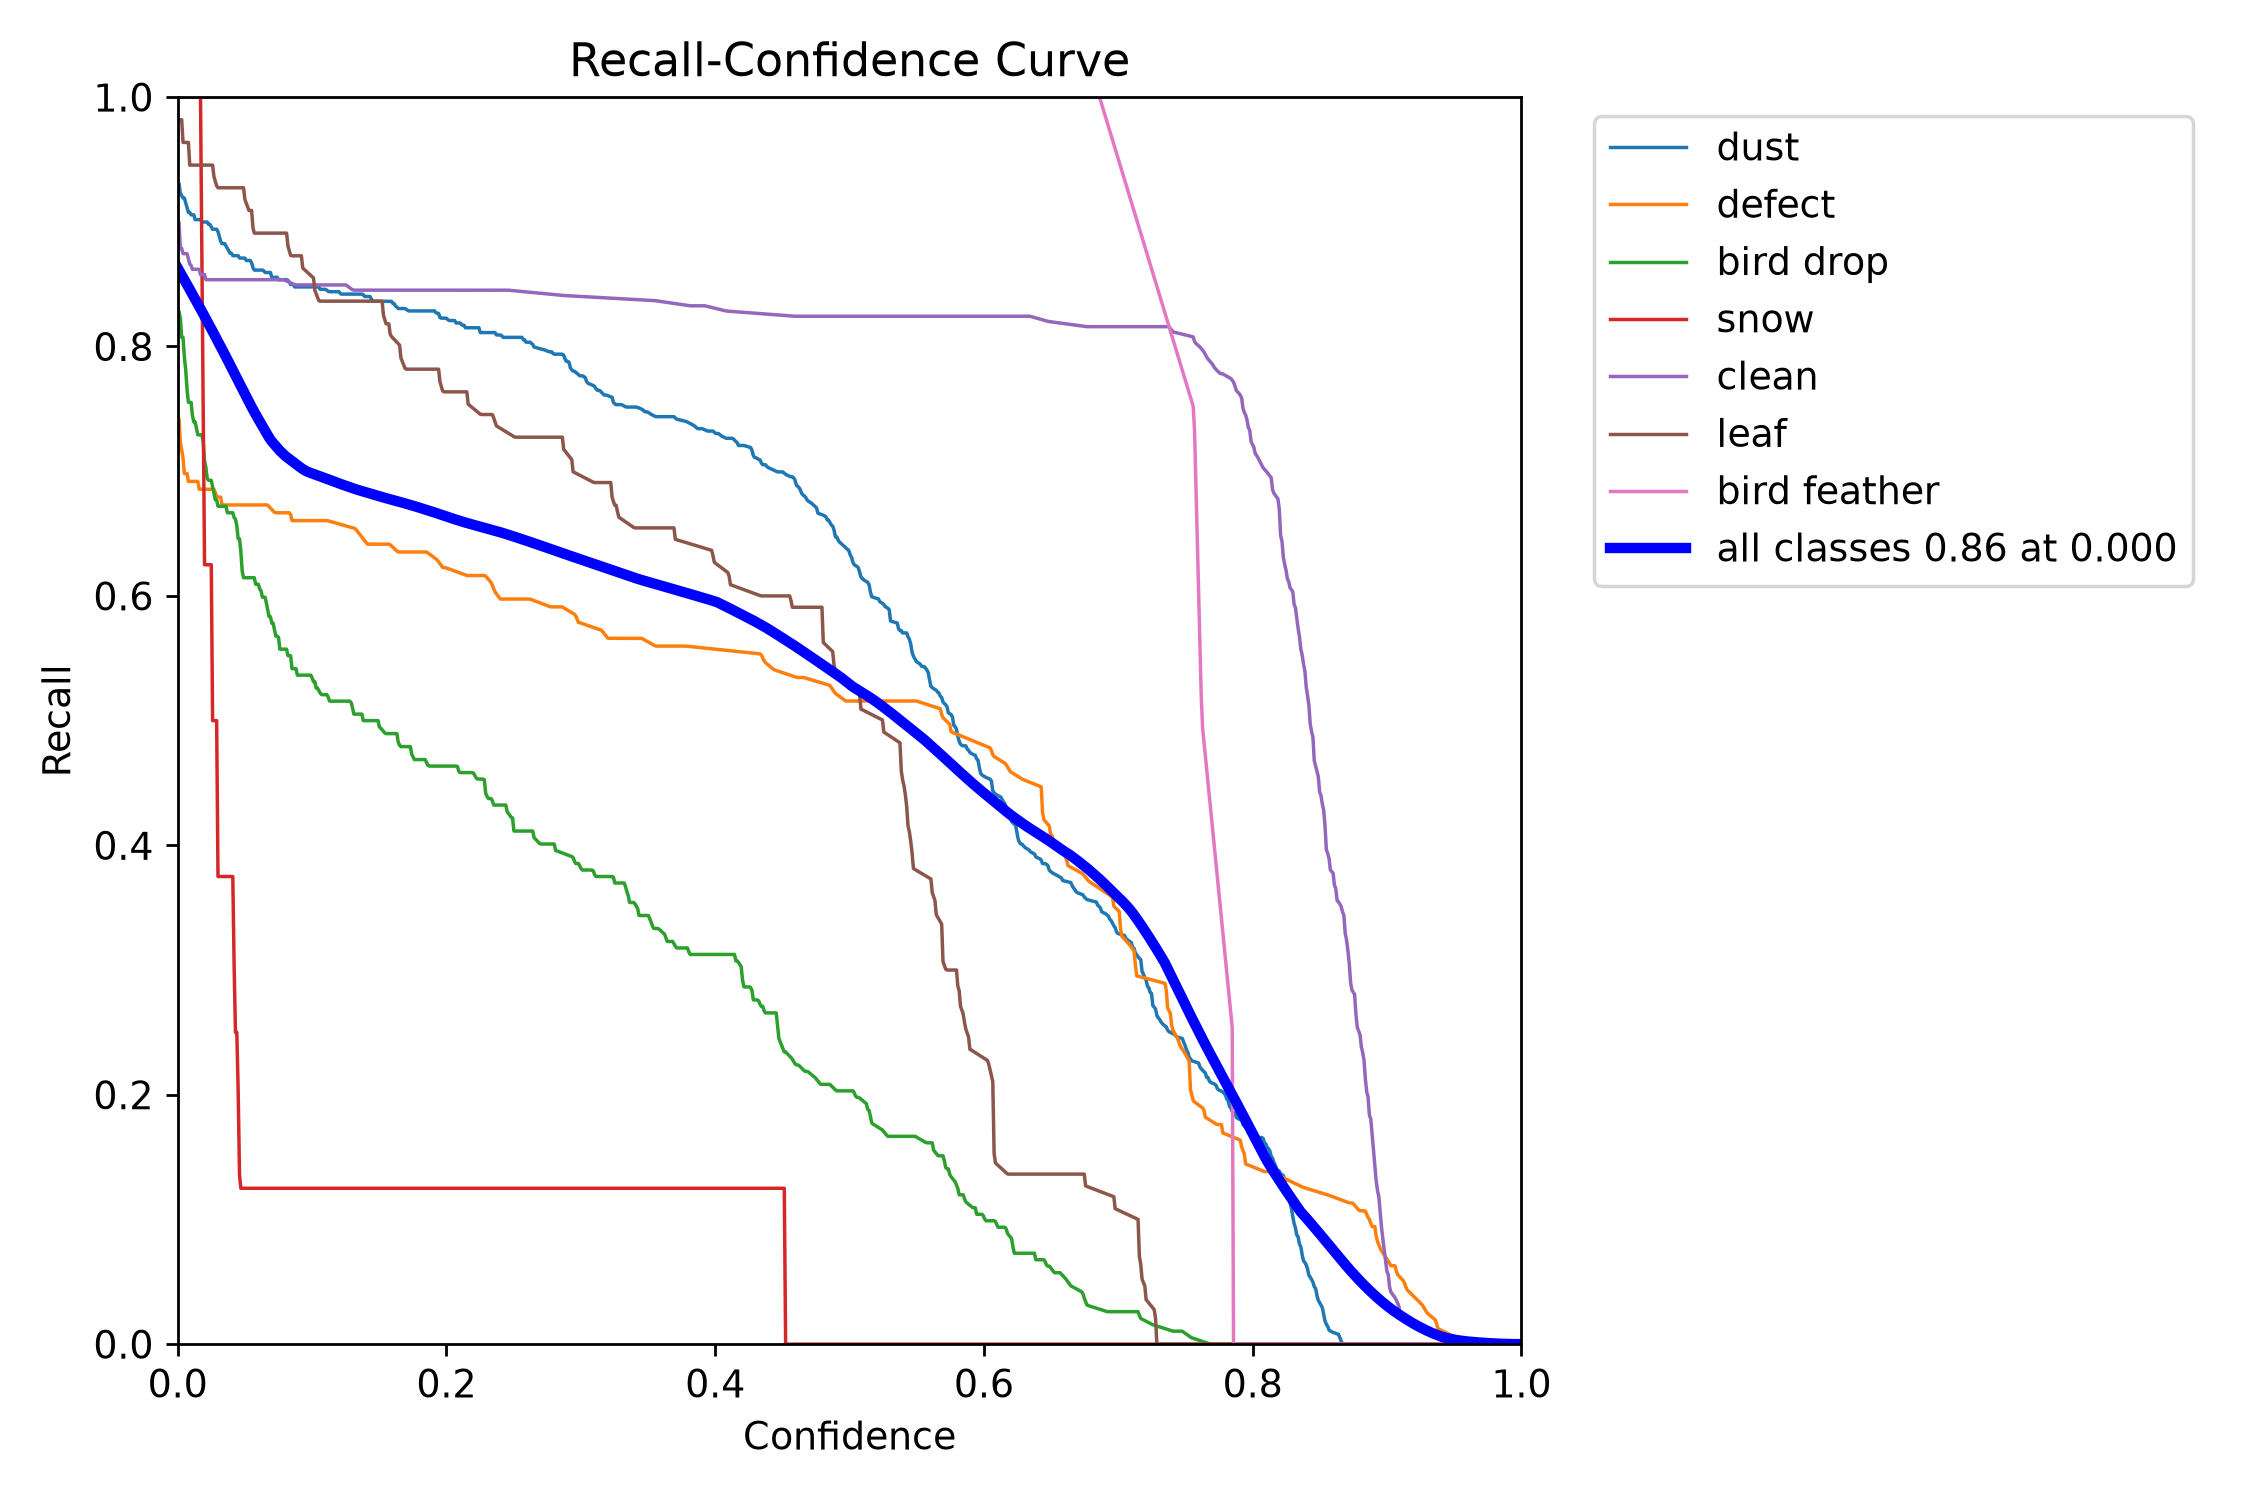 Recall-Confidence Curve
1.0
0.8
0.6
0.4
0.2
0.0
Recall
0.0 0.2 0.4 0.6 0.8 1.0
Confidence
dust
defect
bird drop
snow
clean
leaf
bird feather
all classes 0.86 at 0.000